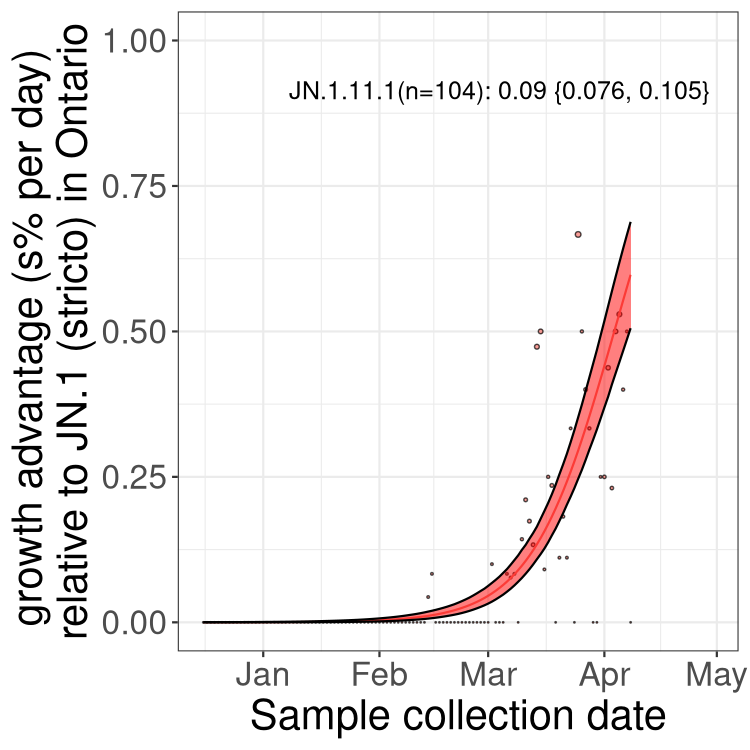 growth advantage (s% per day)
relative to JN.1 (stricto) in Ontario
1.00
0.75
0.50
0.25
0.00
JN.1.11.1(n=104): 0.09 {0.076, 0.105}
Jan Feb Mar Apr May
Sample collection date